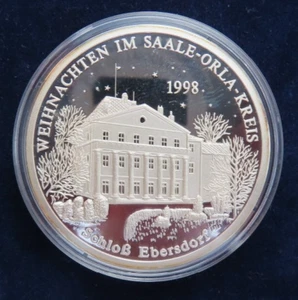 WEIHNACHTEN IM SAALE-ORLA-KREIS
1998
Schloß Ebersdorf